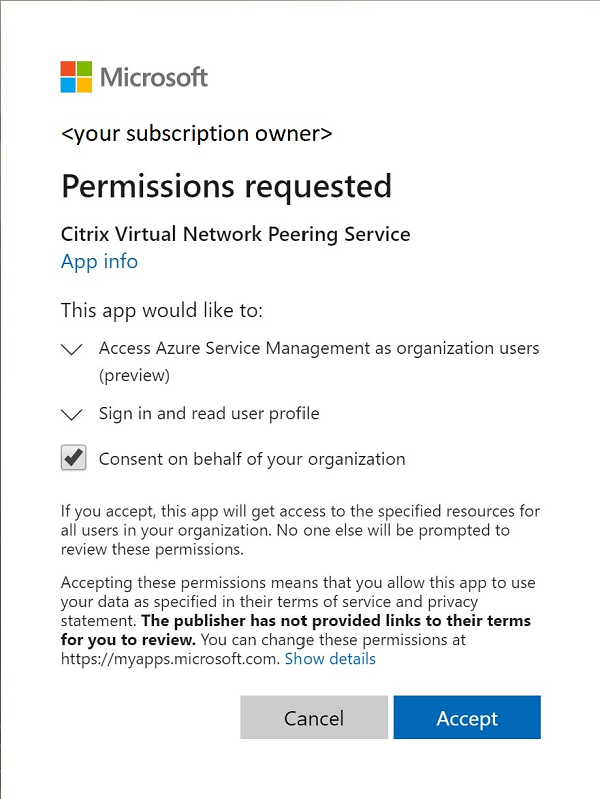 Microsoft
<your subscription owner>
Permissions requested
Citrix Virtual Network Peering Service
App info
This app would like to:
Access Azure Service Management as organization users
(preview)
Sign in and read user profile
Consent on behalf of your organization
If you accept, this app will get access to the specified resources for
all users in your organization. No one else will be prompted to
review these permissions.
Accepting these permissions means that you allow this app to use
your data as specified in their terms of service and privacy
statement. The publisher has not provided links to their terms
for you to review. You can change these permissions at
https://myapps.microsoft.com. Show details
Cancel
Accept